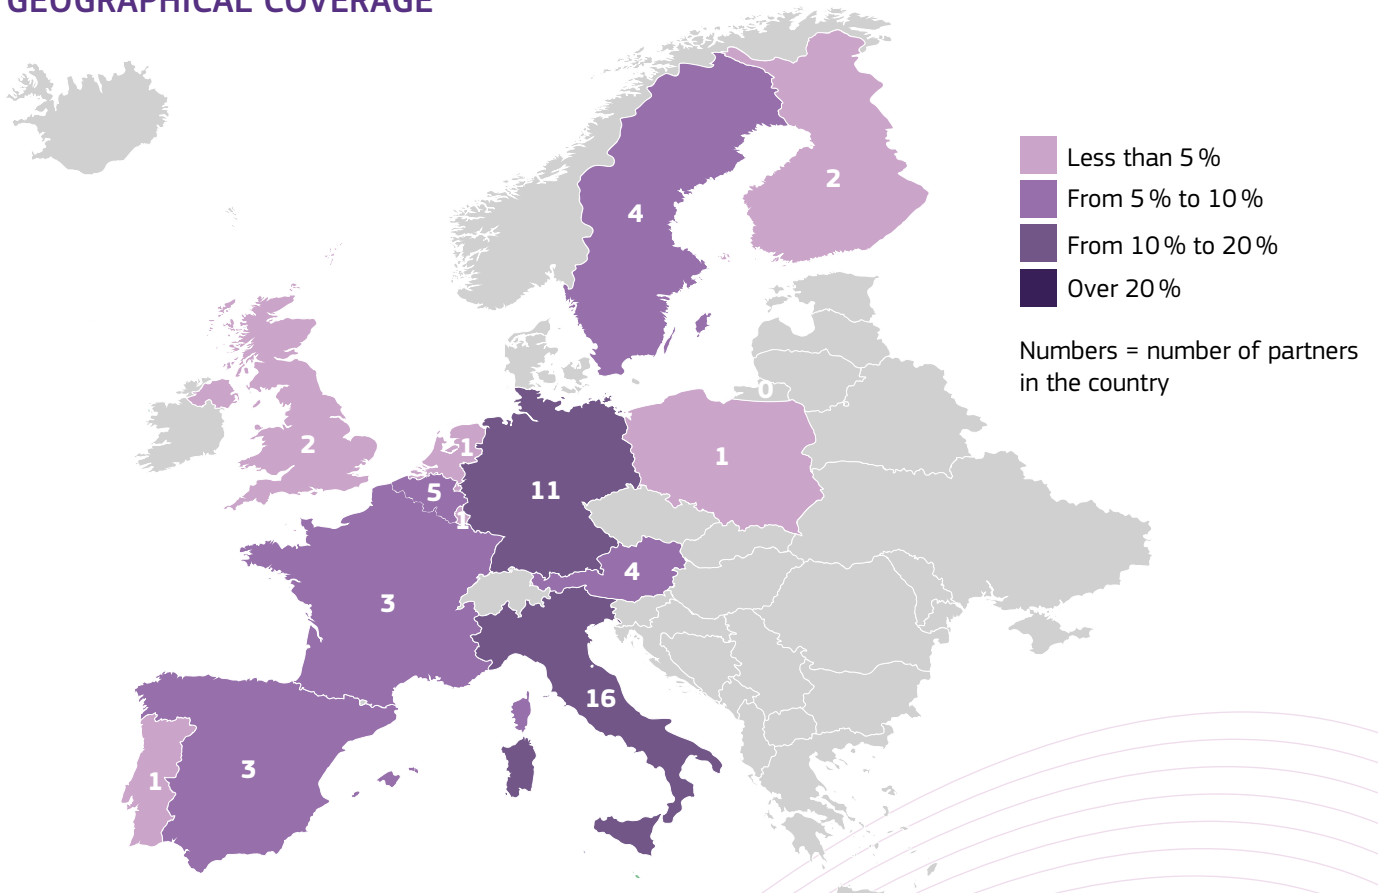 GEOGRAPHICAL COVERAGE
Less than 5 %
From 5 % to 10 %
From 10 % to 20 %
Over 20 %
Numbers = number of partners
in the country
2
4
0
2
1
1
5
11
1
4
3
16
3
1